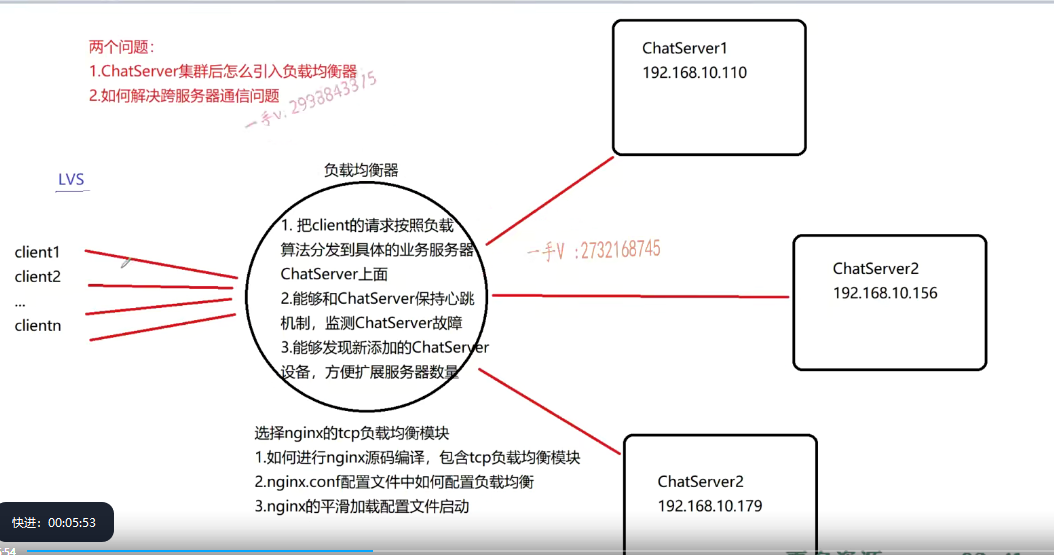 两个问题：
1.ChatServer集群后怎么引入负载均衡器
2.如何解决跨服务器通信问题
一手v. 2933843375
LVS
client1
client2
...
clientn
负载均衡器
1. 把client的请求按照负载
算法分发到具体的业务服务器
ChatServer上面
2.能够和ChatServer保持心跳
机制，监测ChatServer故障
3.能够发现新添加的ChatServer
设备，方便扩展服务器数量
选择nginx的tcp负载均衡模块
1.如何进行nginx源码编译，包含tcp负载均衡模块
2.nginx.conf配置文件中如何配置负载均衡
3.nginx的平滑加载配置文件启动
ChatServer1
192.168.10.110
一手V :2732168745
ChatServer2
192.168.10.156
ChatServer2
192.168.10.179
快进：00:05:53